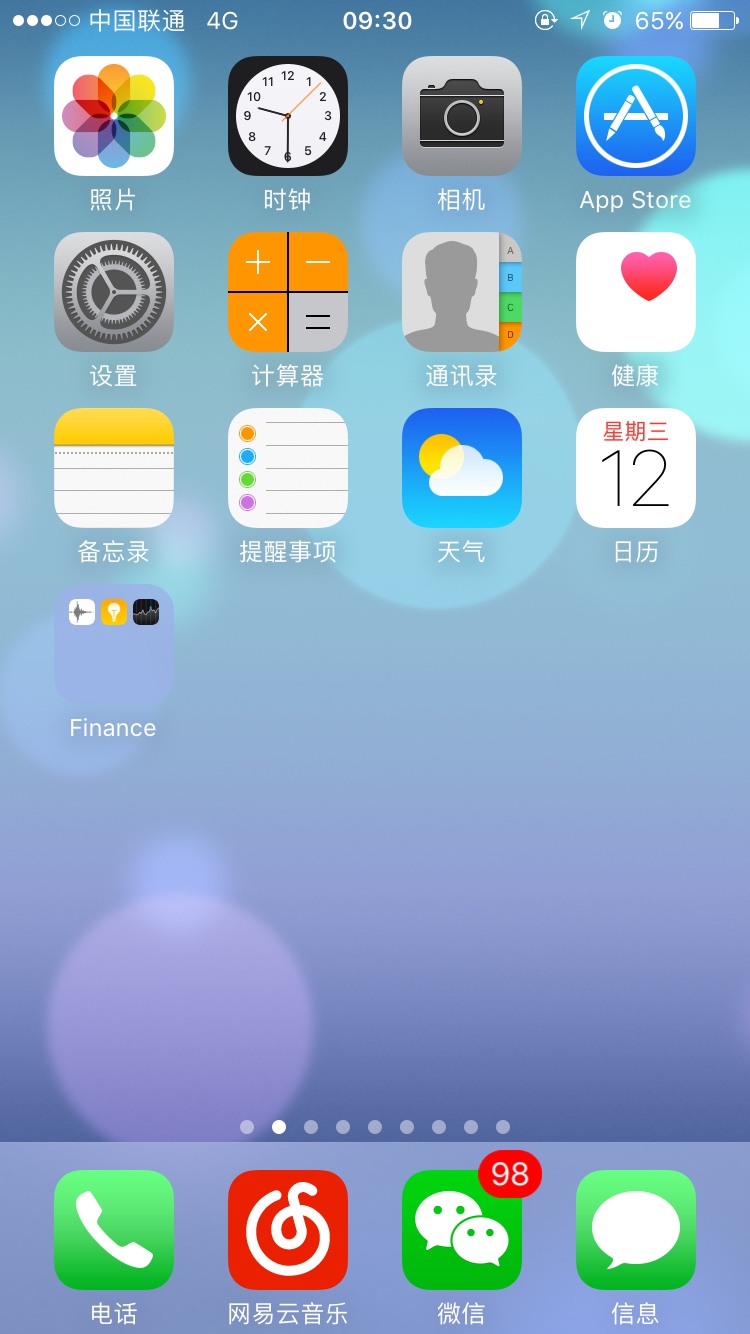 中国联通 4G 09:30 65%
12 1 2 3 4 5 6 7 8 9 10 11
照片 时钟 相机 App Store
A
B
C
D
设置 计算器 通讯录 健康
星期三
12
备忘录 提醒事项 天气 日历
Finance
98
电话 网易云音乐 微信 信息